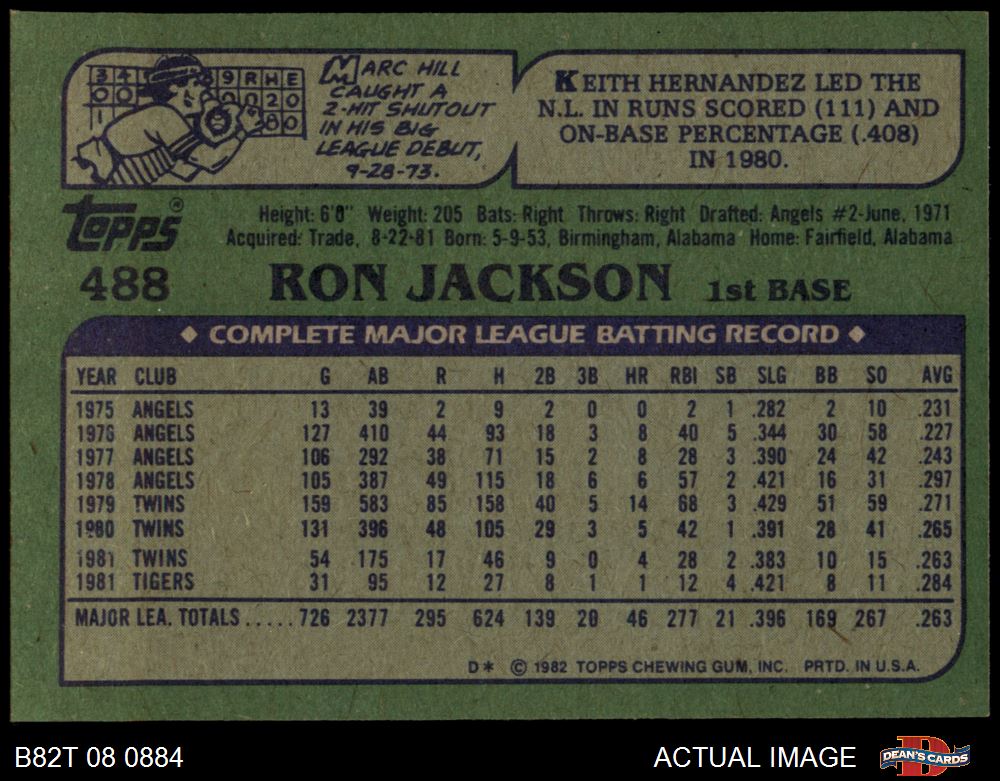 3 4 9 R H E
0 0 0 0 2 0
1 0 0
MARC HILL
CAUGHT A
2-HIT SHUTOUT
IN HIS BIG
LEAGUE DEBUT,
9-28-73.
KEITH HERNANDEZ LED THE
N.L. IN RUNS SCORED (111) AND
ON-BASE PERCENTAGE (.408)
IN 1980.
Topps®
Height: 6'0" Weight: 205 Bats: Right Throws: Right Drafted: Angels #2-June, 1971
Acquired: Trade, 8-22-81 Born: 5-9-53, Birmingham, Alabama Home: Fairfield, Alabama
488 RON JACKSON 1st BASE
◆ COMPLETE MAJOR LEAGUE BATTING RECORD ◆
YEAR CLUB G AB R H 2B 3B HR RBI SB SLG BB SO AVG
1975 ANGELS 13 39 2 9 2 0 0 2 1 .282 2 10 .231
1976 ANGELS 127 410 44 93 18 3 8 40 5 .344 30 58 .227
1977 ANGELS 106 292 38 71 15 2 8 28 3 .390 24 42 .243
1978 ANGELS 105 387 49 115 18 6 6 57 2 .421 16 31 .297
1979 TWINS 159 583 85 158 40 5 14 68 3 .429 51 59 .271
1980 TWINS 131 396 48 105 29 3 5 42 1 .391 28 41 .265
1981 TWINS 54 175 17 46 9 0 4 28 2 .383 10 15 .263
1981 TIGERS 31 95 12 27 8 1 1 12 4 .421 8 11 .284
MAJOR LEA. TOTALS ..... 726 2377 295 624 139 20 46 277 21 .396 169 267 .263
D* © 1982 TOPPS CHEWING GUM, INC. PRTD. IN U.S.A.
B82T 08 0884 ACTUAL IMAGE DEAN'S CARDS